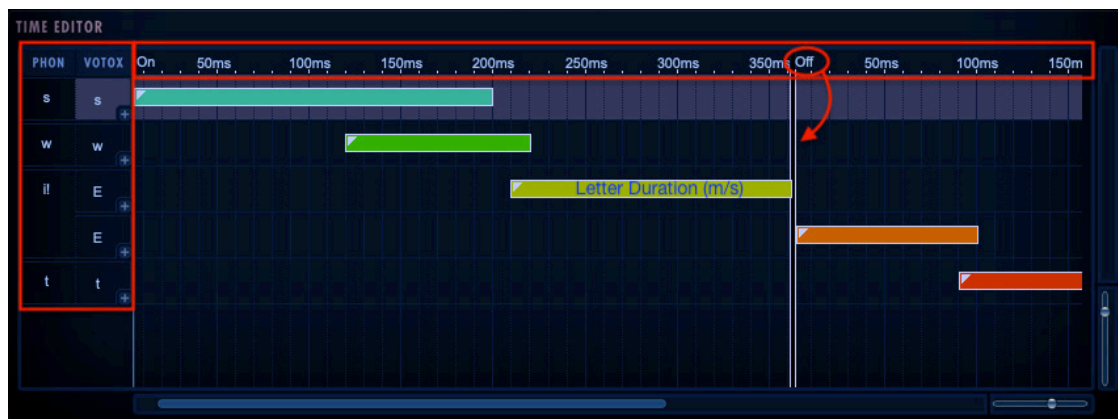 TIME EDITOR
PHON VOTOX On 50ms 100ms 150ms 200ms 250ms 300ms 350ms Off 50ms 100ms 150m
s s
w w
i! E Letter Duration (m/s)
E
t t